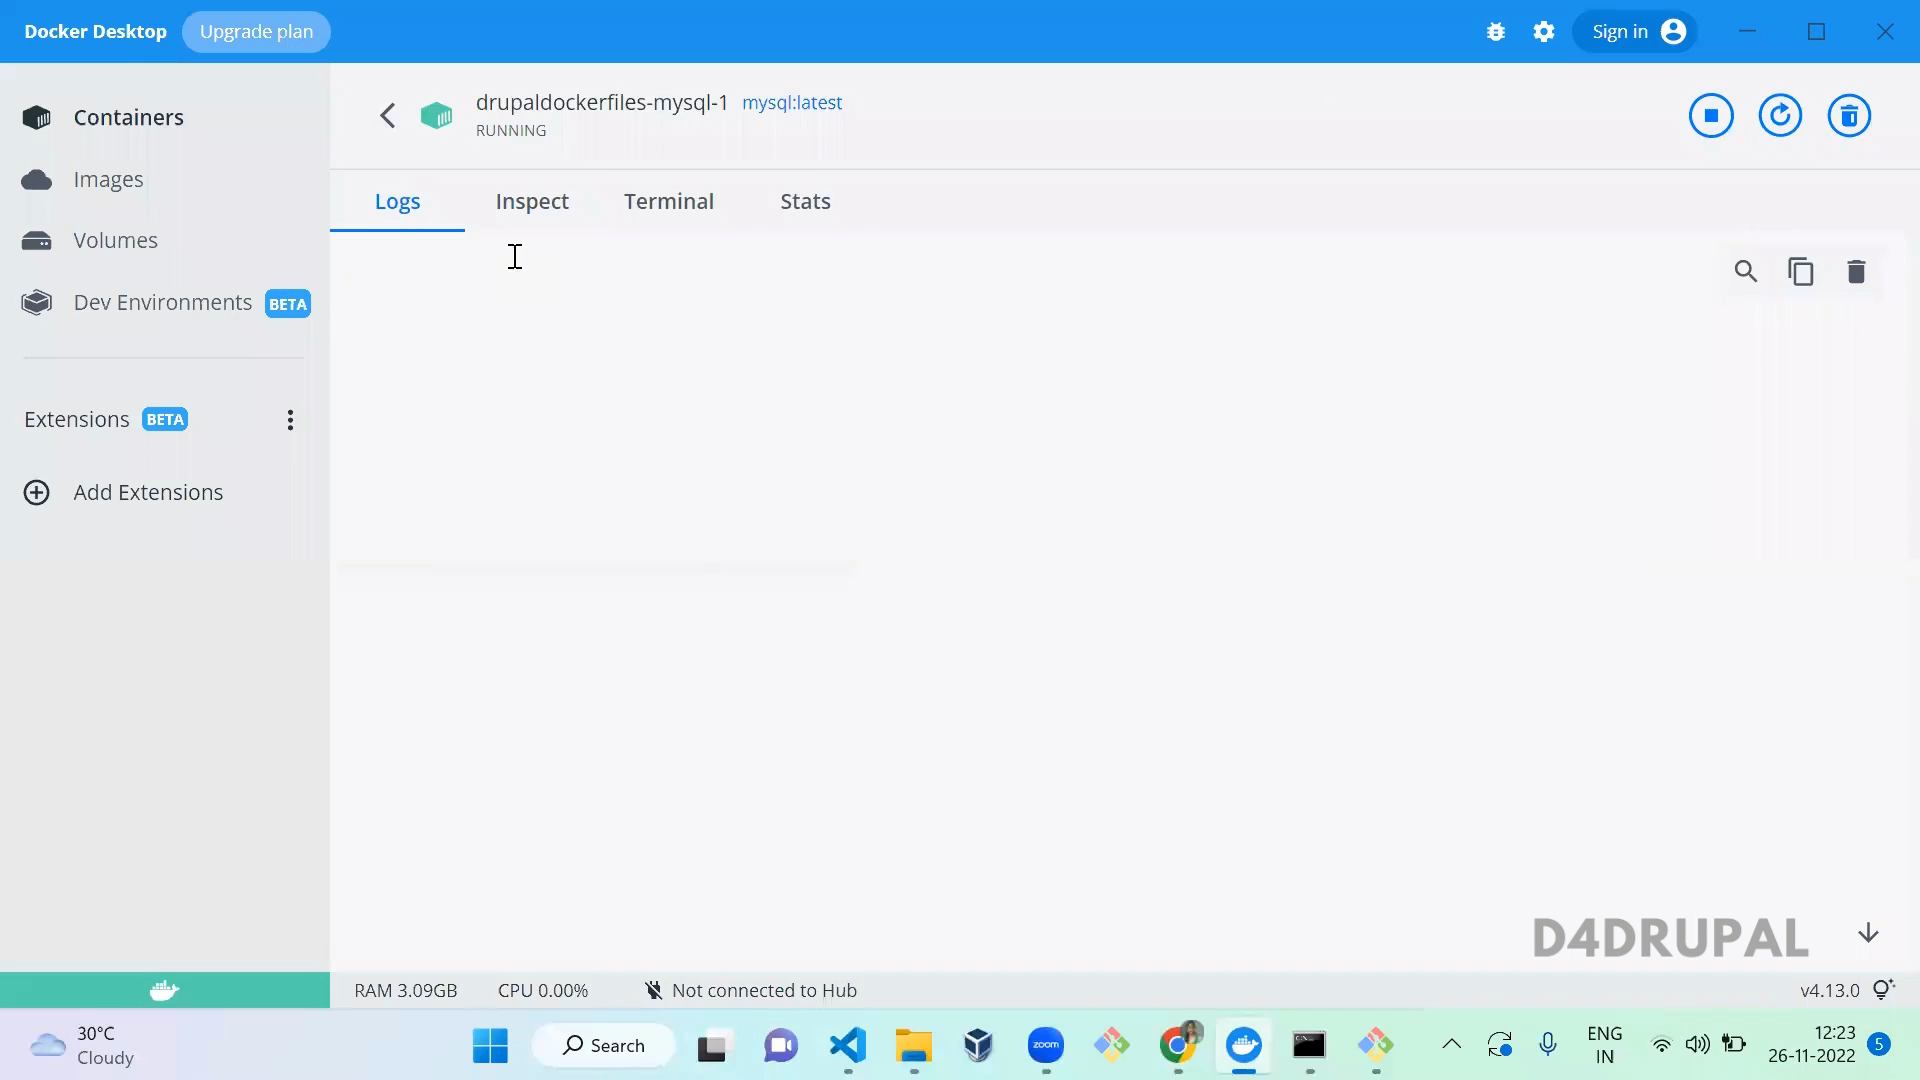 Docker Desktop
Upgrade plan
Sign in
Containers
Images
Volumes
Dev Environments BETA
Extensions BETA
Add Extensions
drupaldockerfiles-mysql-1 mysql:latest
RUNNING
Logs Inspect Terminal Stats
D4DRUPAL
RAM 3.09GB CPU 0.00% Not connected to Hub
v4.13.0
30°C
Cloudy
Search
zoom
ENG
IN
12:23
26-11-2022
5